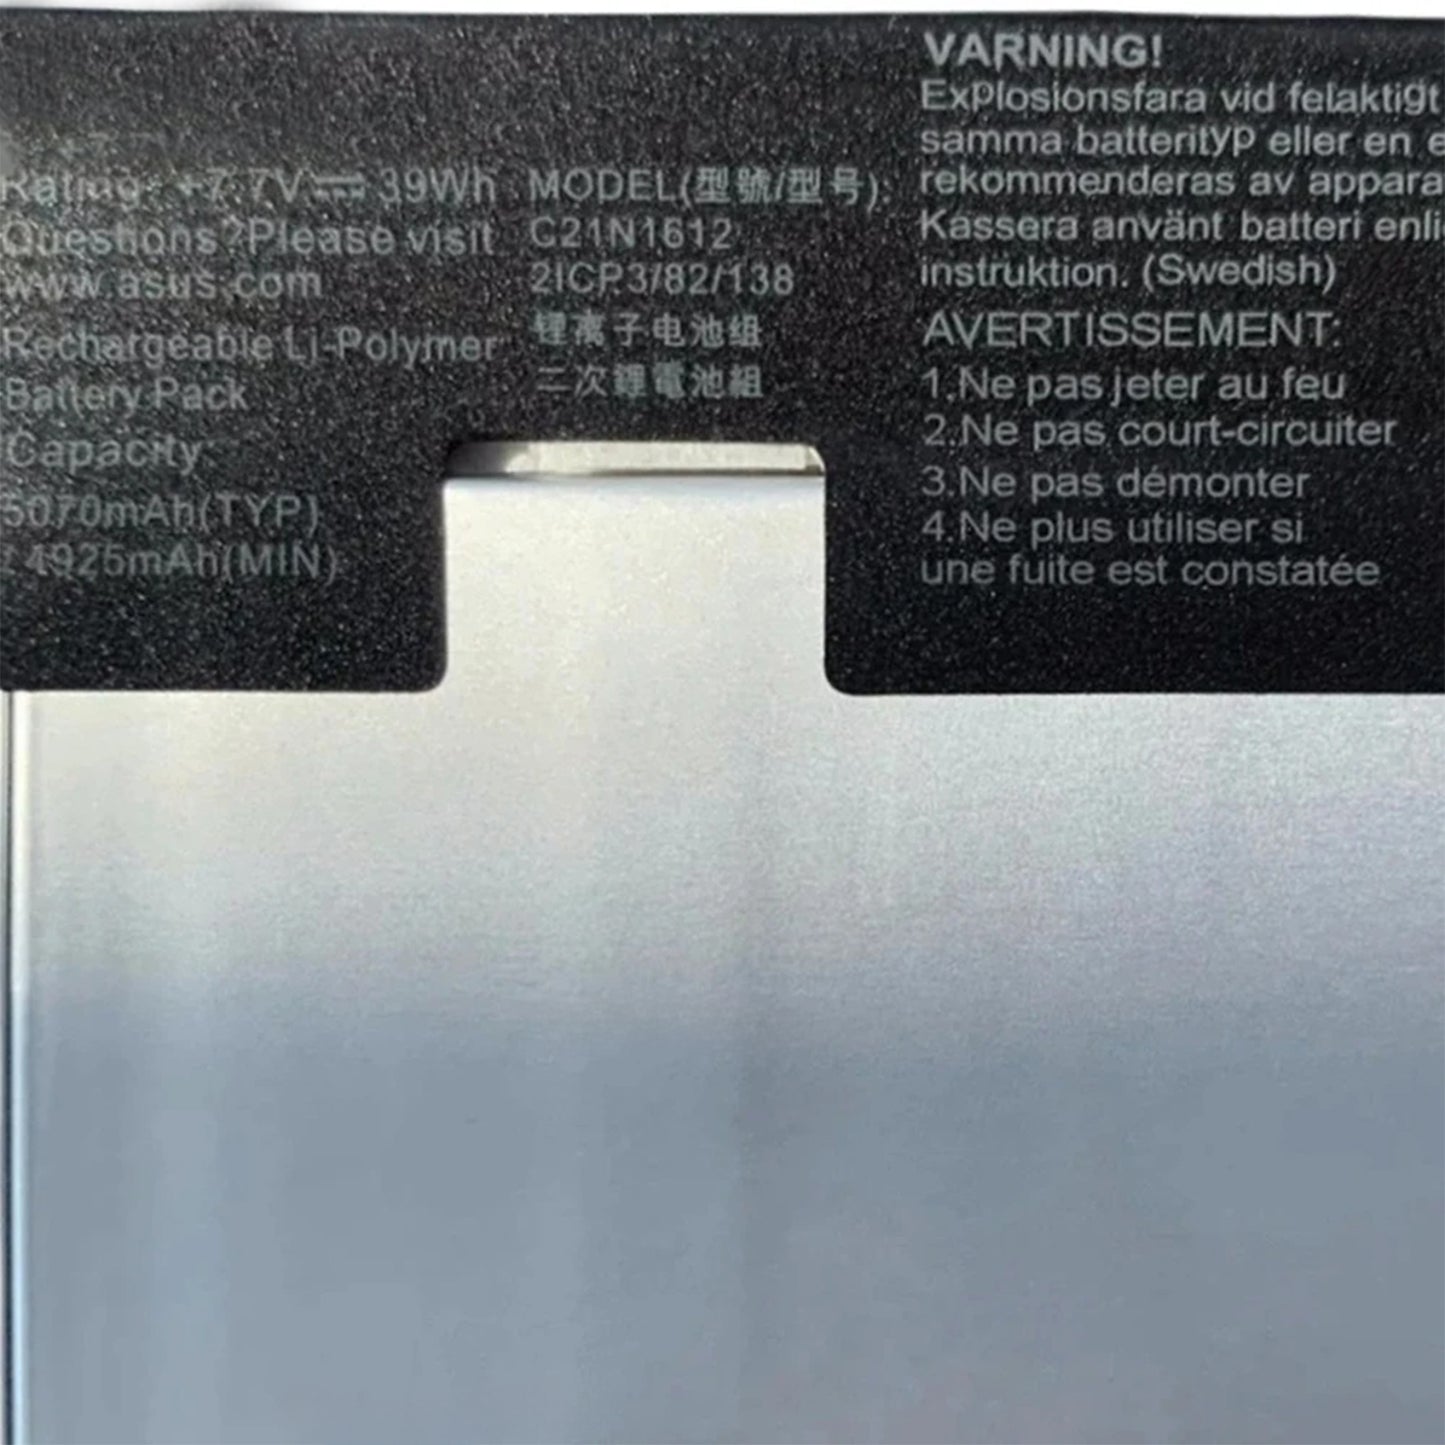 Rating: +7.7V⎓39Wh
Questions?Please visit
www.asus.com
Rechargeable Li-Polymer
Battery Pack
Capacity
5070mAh(TYP)
/ 4925mAh(MIN)
MODEL(型號/型号):
C21N1612
2ICP3/82/138
锂离子电池组
二次鋰電池組
VARNING!
Explosionsfara vid felaktigt
samma batterityp eller en e
rekommenderas av appara
Kassera använt batteri enli
instruktion. (Swedish)
AVERTISSEMENT:
1.Ne pas jeter au feu
2.Ne pas court-circuiter
3.Ne pas démonter
4.Ne plus utiliser si
une fuite est constatée